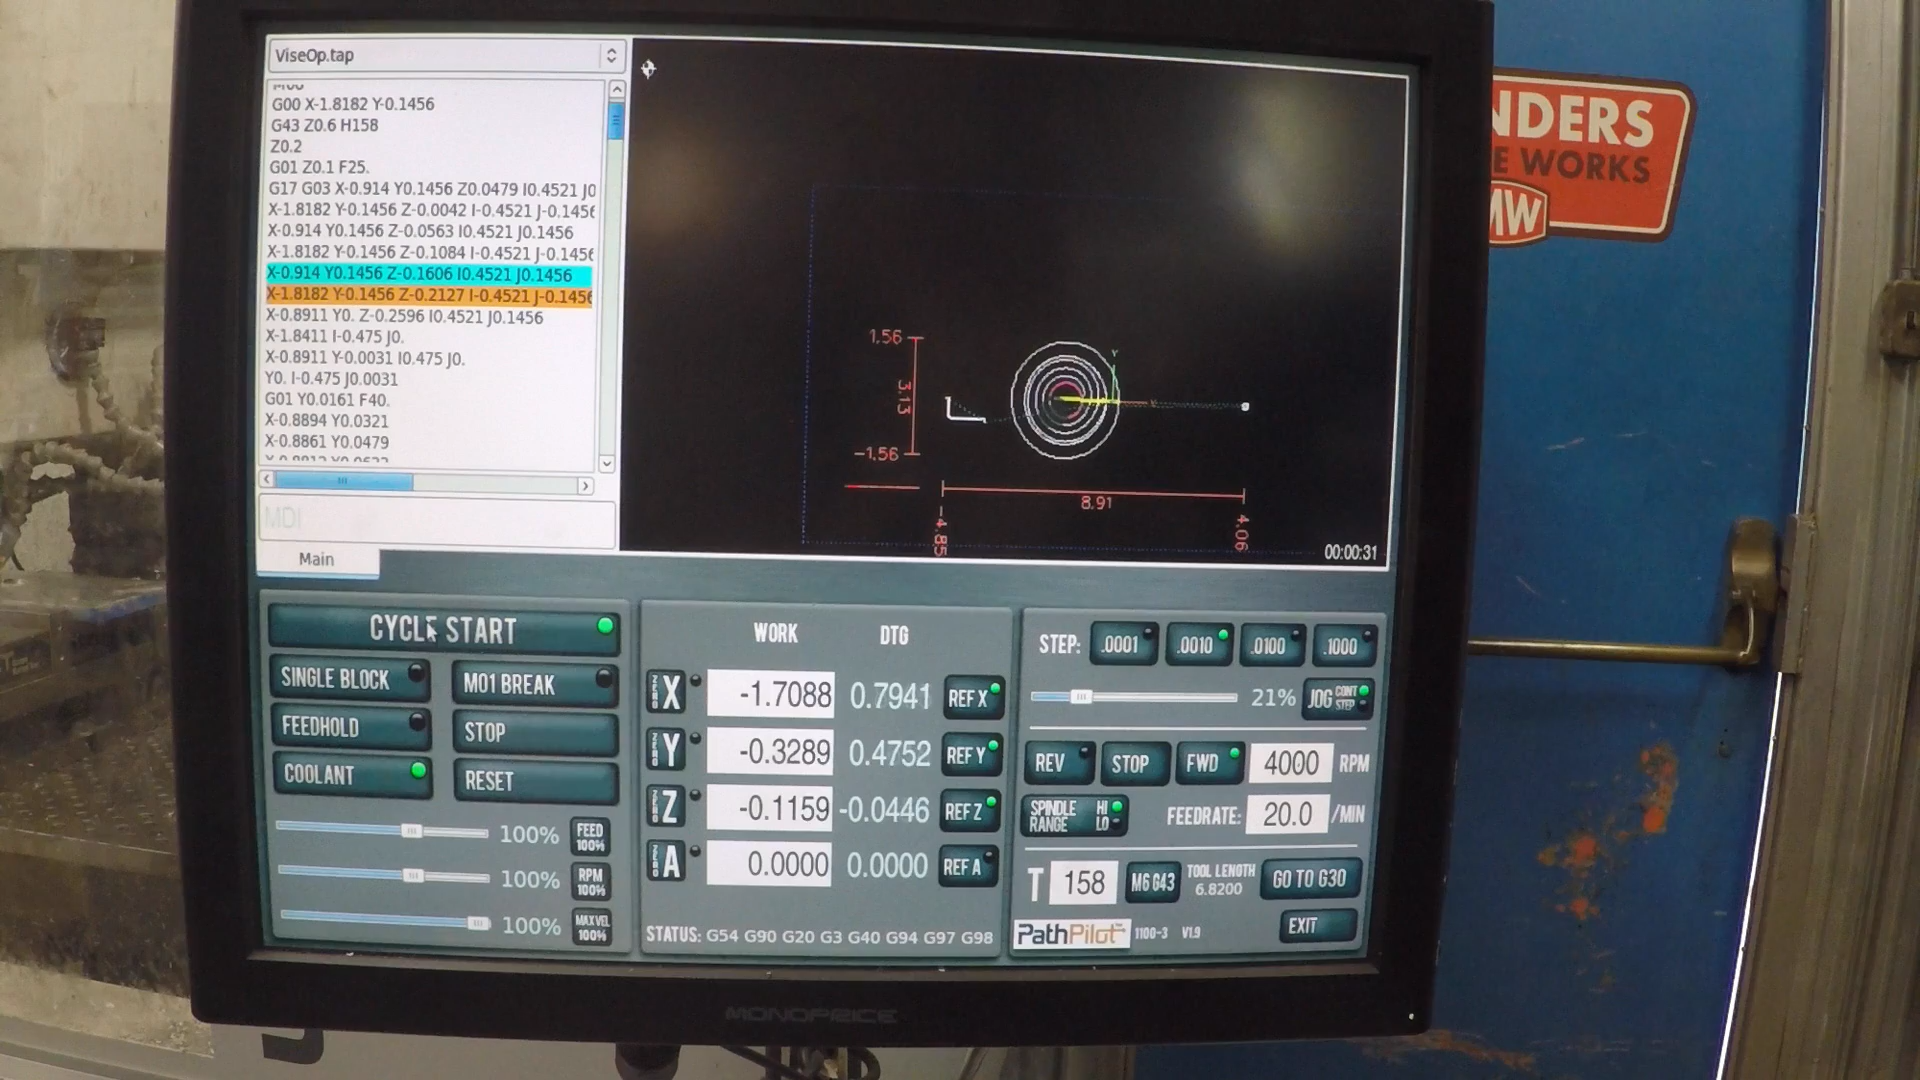 ViseOp.tap
G00 X-1.8182 Y-0.1456
G43 Z0.6 H158
Z0.2
G01 Z0.1 F25.
G17 G03 X-0.914 Y0.1456 Z0.0479 I0.4521 J0
X-1.8182 Y-0.1456 Z-0.0042 I-0.4521 J-0.1456
X-0.914 Y0.1456 Z-0.0563 I0.4521 J0.1456
X-1.8182 Y-0.1456 Z-0.1084 I-0.4521 J-0.1456
X-0.914 Y0.1456 Z-0.1606 I0.4521 J0.1456
X-1.8182 Y-0.1456 Z-0.2127 I-0.4521 J-0.1456
X-0.8911 Y0. Z-0.2596 I0.4521 J0.1456
X-1.8411 I-0.475 J0.
X-0.8911 Y-0.0031 I0.475 J0.
Y0. I-0.475 J0.0031
G01 Y0.0161 F40.
X-0.8894 Y0.0321
X-0.8861 Y0.0479
MDI
Main
1.56
3.13
-1.56
8.91
-4.85
4.06
Y
00:00:31
CYCLE START
SINGLE BLOCK
M01 BREAK
FEEDHOLD
STOP
COOLANT
RESET
100% FEED 100%
100% RPM 100%
100% MAX VEL 100%
WORK DTG
ZERO X -1.7088 0.7941 REF X
ZERO Y -0.3289 0.4752 REF Y
ZERO Z -0.1159 -0.0446 REF Z
ZERO A 0.0000 0.0000 REF A
STATUS: G54 G90 G20 G3 G40 G94 G97 G98
STEP: .0001 .0010 .0100 .1000
21% JOG CONT STEP
REV STOP FWD 4000 RPM
SPINDLE RANGE HI LO FEEDRATE: 20.0 /MIN
T 158 M6 G43 TOOL LENGTH 6.8200 GO TO G30
PathPilot 1100-3 V1.9 EXIT
MONOPRICE
NDERS
E WORKS
MW